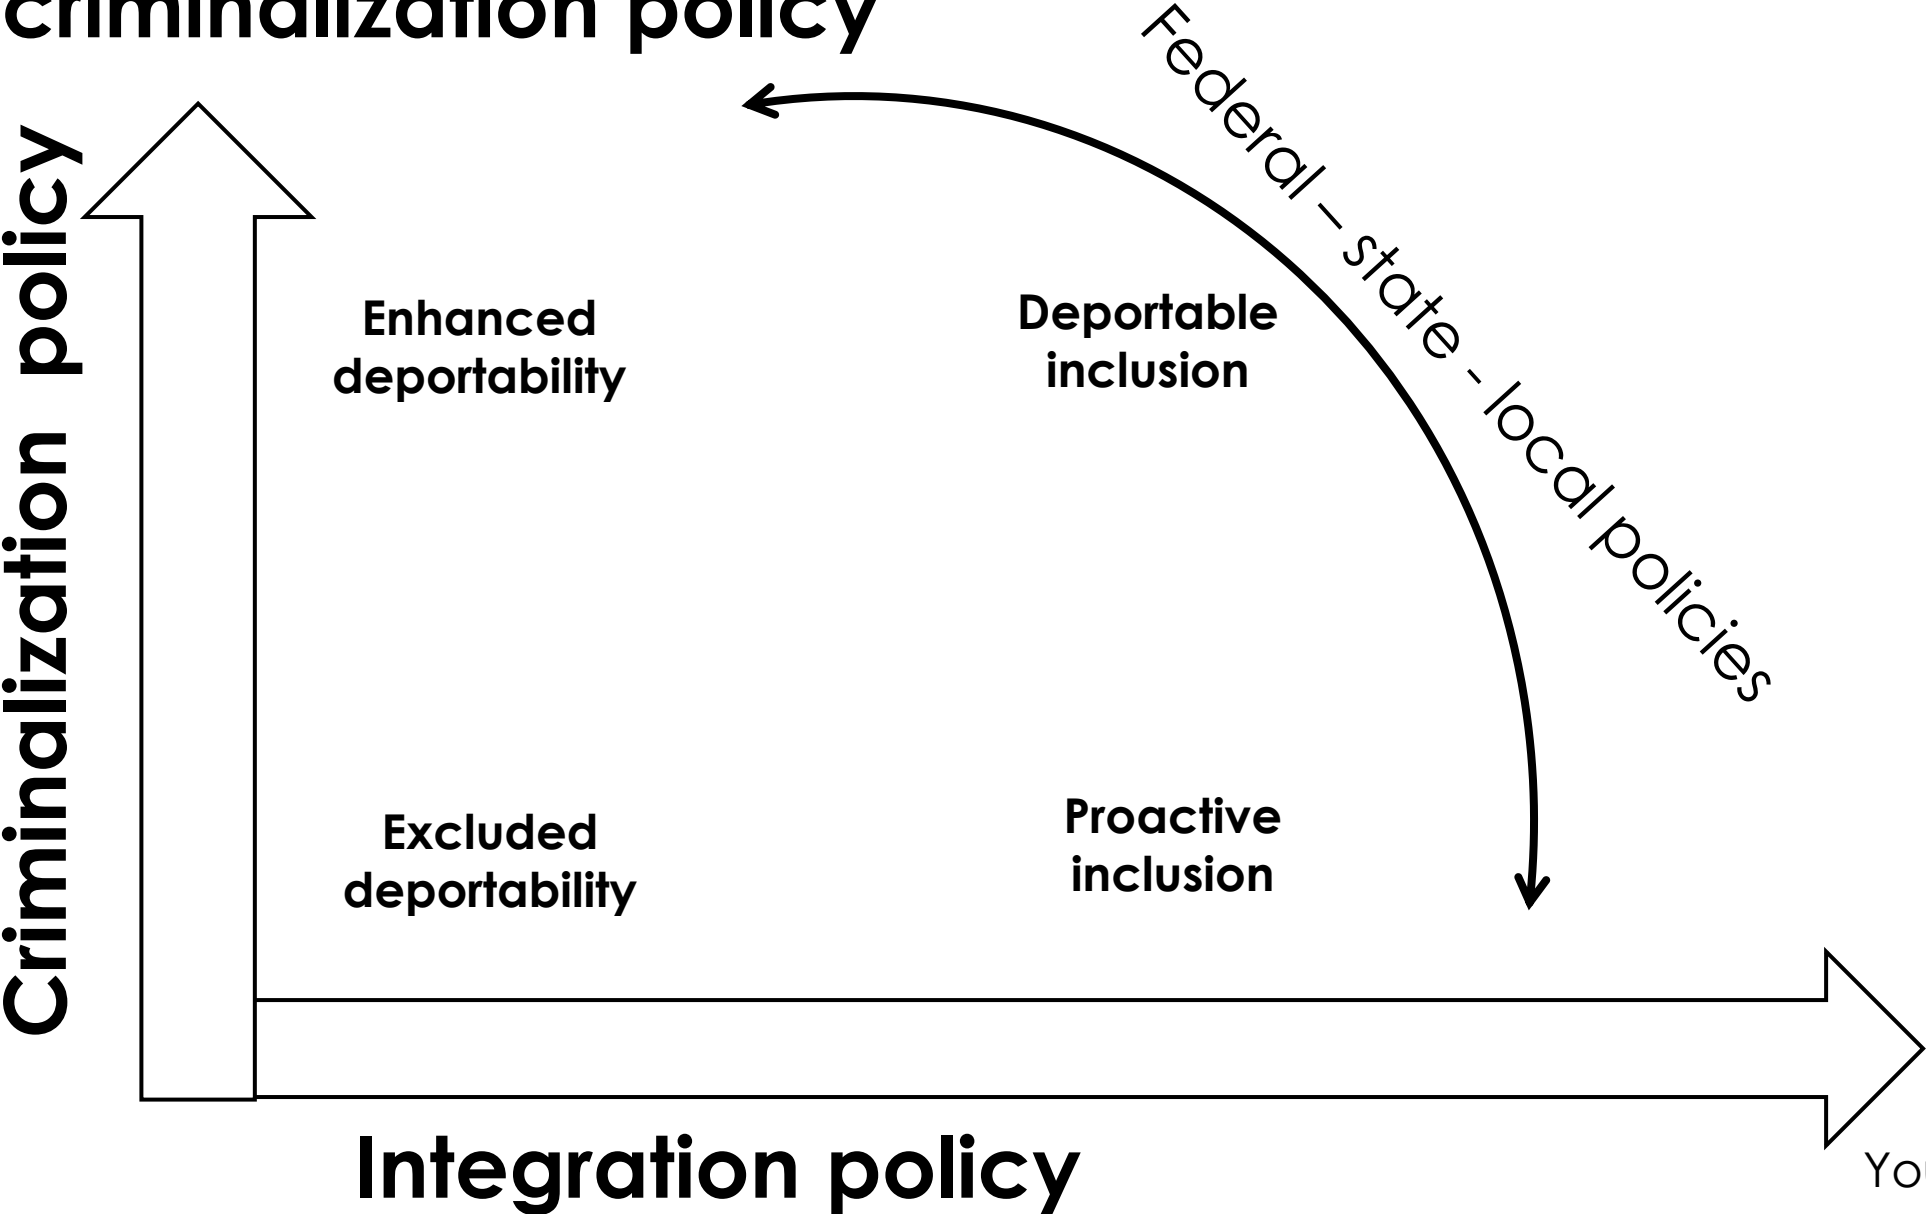 criminalization policy
Federal – state - local policies
Criminalization policy
Enhanced
deportability
Deportable
inclusion
Excluded
deportability
Proactive
inclusion
Integration policy